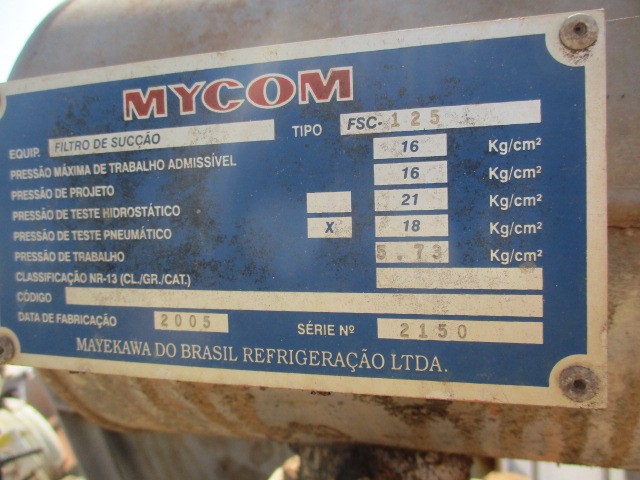 MYCOM
EQUIP. FILTRO DE SUCÇÃO TIPO FSC-125
PRESSÃO MÁXIMA DE TRABALHO ADMISSÍVEL 16 Kg/cm²
PRESSÃO DE PROJETO 16 Kg/cm²
PRESSÃO DE TESTE HIDROSTÁTICO 21 Kg/cm²
PRESSÃO DE TESTE PNEUMÁTICO X 18 Kg/cm²
PRESSÃO DE TRABALHO 5.73 Kg/cm²
CLASSIFICAÇÃO NR-13 (CL./GR./CAT.)
CÓDIGO
DATA DE FABRICAÇÃO 2005 SÉRIE Nº 2150
MAYEKAWA DO BRASIL REFRIGERAÇÃO LTDA.